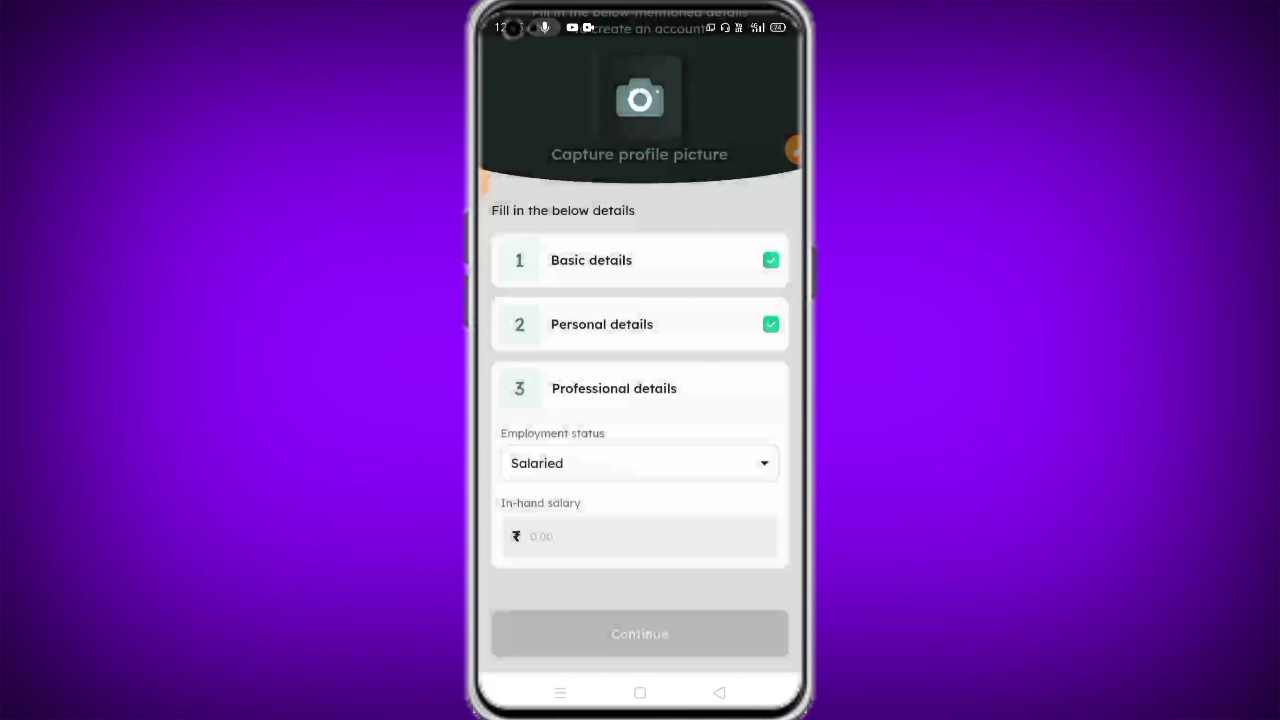 Fill in the below-mentioned details
create an account
Capture profile picture
Fill in the below details
1 Basic details
2 Personal details
3 Professional details
Employment status
Salaried
In-hand salary
₹ 0.00
Continue